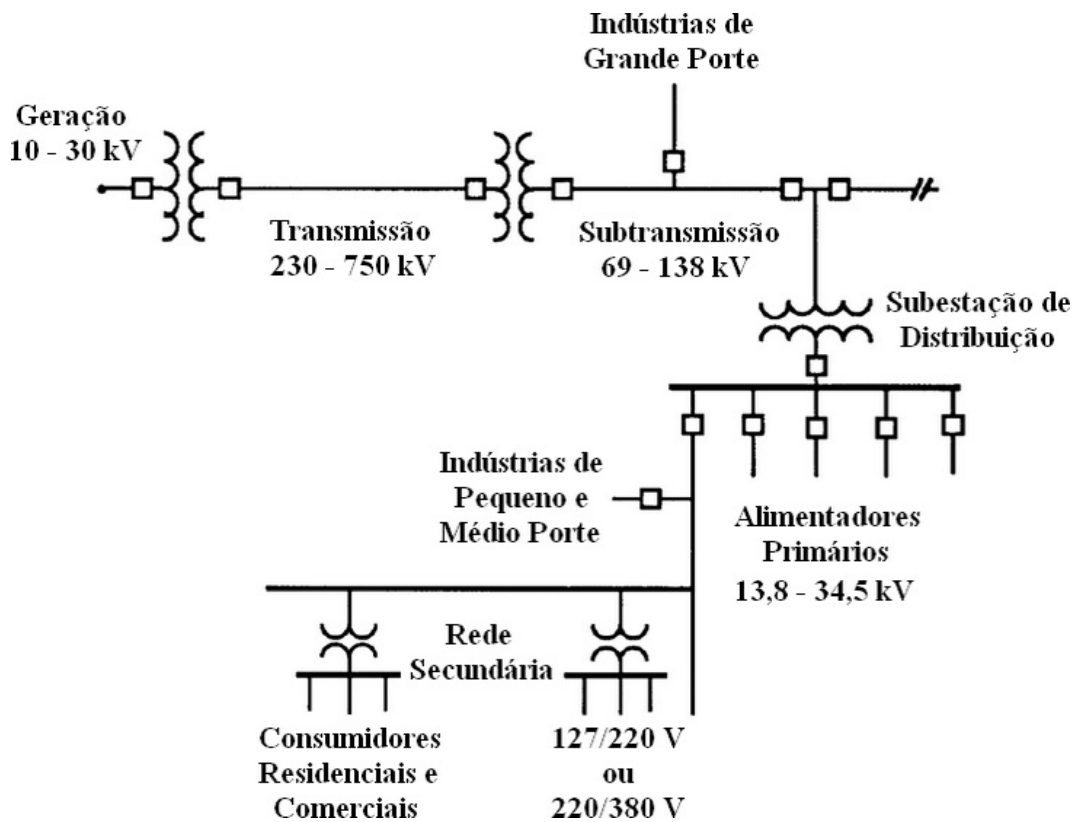 Indústrias de
Grande Porte
Geração
10 - 30 kV
Transmissão
230 - 750 kV
Subtransmissão
69 - 138 kV
Subestação de
Distribuição
Indústrias de
Pequeno e
Médio Porte
Alimentadores
Primários
13,8 - 34,5 kV
Rede
Secundária
Consumidores
Residenciais e
Comerciais
127/220 V
ou
220/380 V